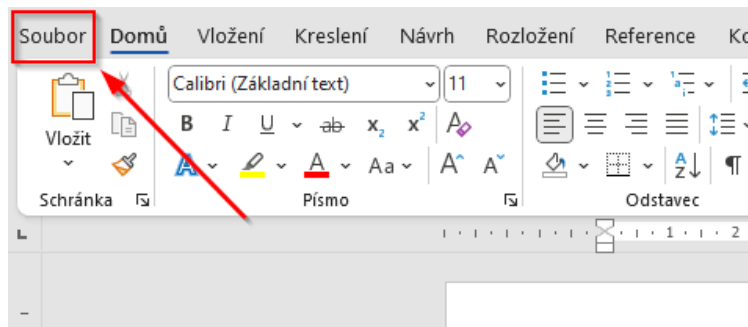 Soubor Domů Vložení Kreslení Návrh Rozložení Reference Ko
Calibri (Základní text) 11
Vložit
B I U ab x₂ x² A
A A Aa A A A Z ¶
Schránka Písmo Odstavec
1 2